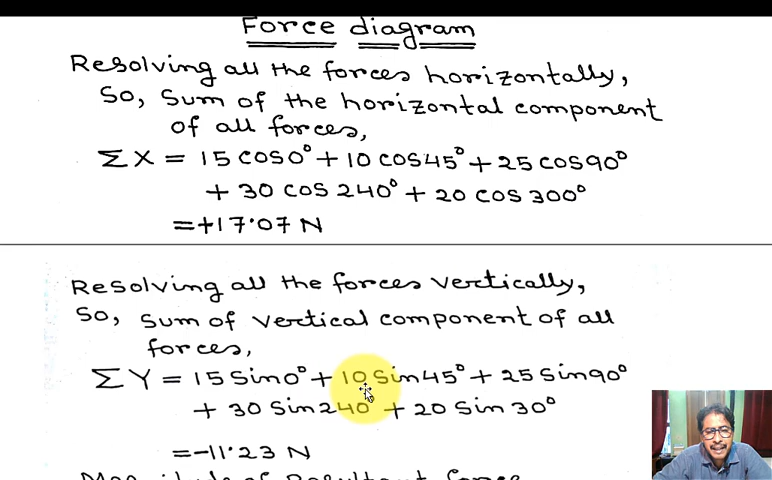 Force diagram
Resolving all the forces horizontally,
So, Sum of the horizontal component
of all forces,
ΣX = 15 cos0° + 10 cos45° + 25 cos90°
+ 30 cos 240° + 20 cos 300°
= +17.07 N
Resolving all the forces vertically,
So, Sum of vertical component of all
forces,
ΣY = 15 Sin0° + 10 Sin45° + 25 Sin90°
+ 30 Sin240° + 20 Sin 30°
= -11.23 N